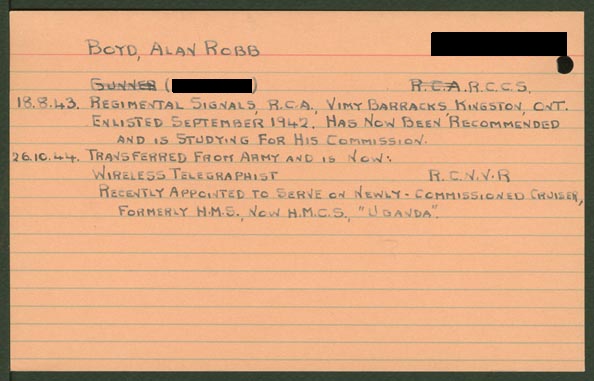 BOYD, ALAN ROBB
GUNNER ( ) R.C.A. R.C.C.S.
18.8.43. REGIMENTAL SIGNALS, R.C.A., VIMY BARRACKS, KINGSTON, ONT.
ENLISTED SEPTEMBER 1942. HAS NOW BEEN RECOMMENDED
AND IS STUDYING FOR HIS COMMISSION.
26.10.44. TRANSFERRED FROM ARMY AND IS NOW:
WIRELESS TELEGRAPHIST R.C.N.V.R
RECENTLY APPOINTED TO SERVE ON NEWLY-COMMISSIONED CRUISER,
FORMERLY H.M.S., NOW H.M.C.S., "UGANDA".